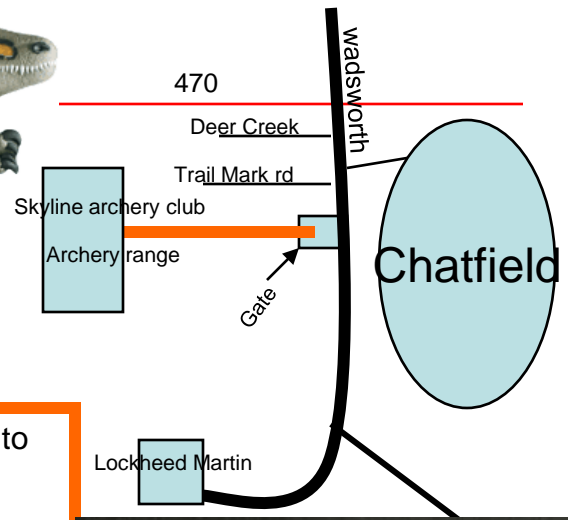 wadsworth
470
Deer Creek
Trail Mark rd
Skyline archery club
Archery range
Chatfield
Gate
to
Lockheed Martin